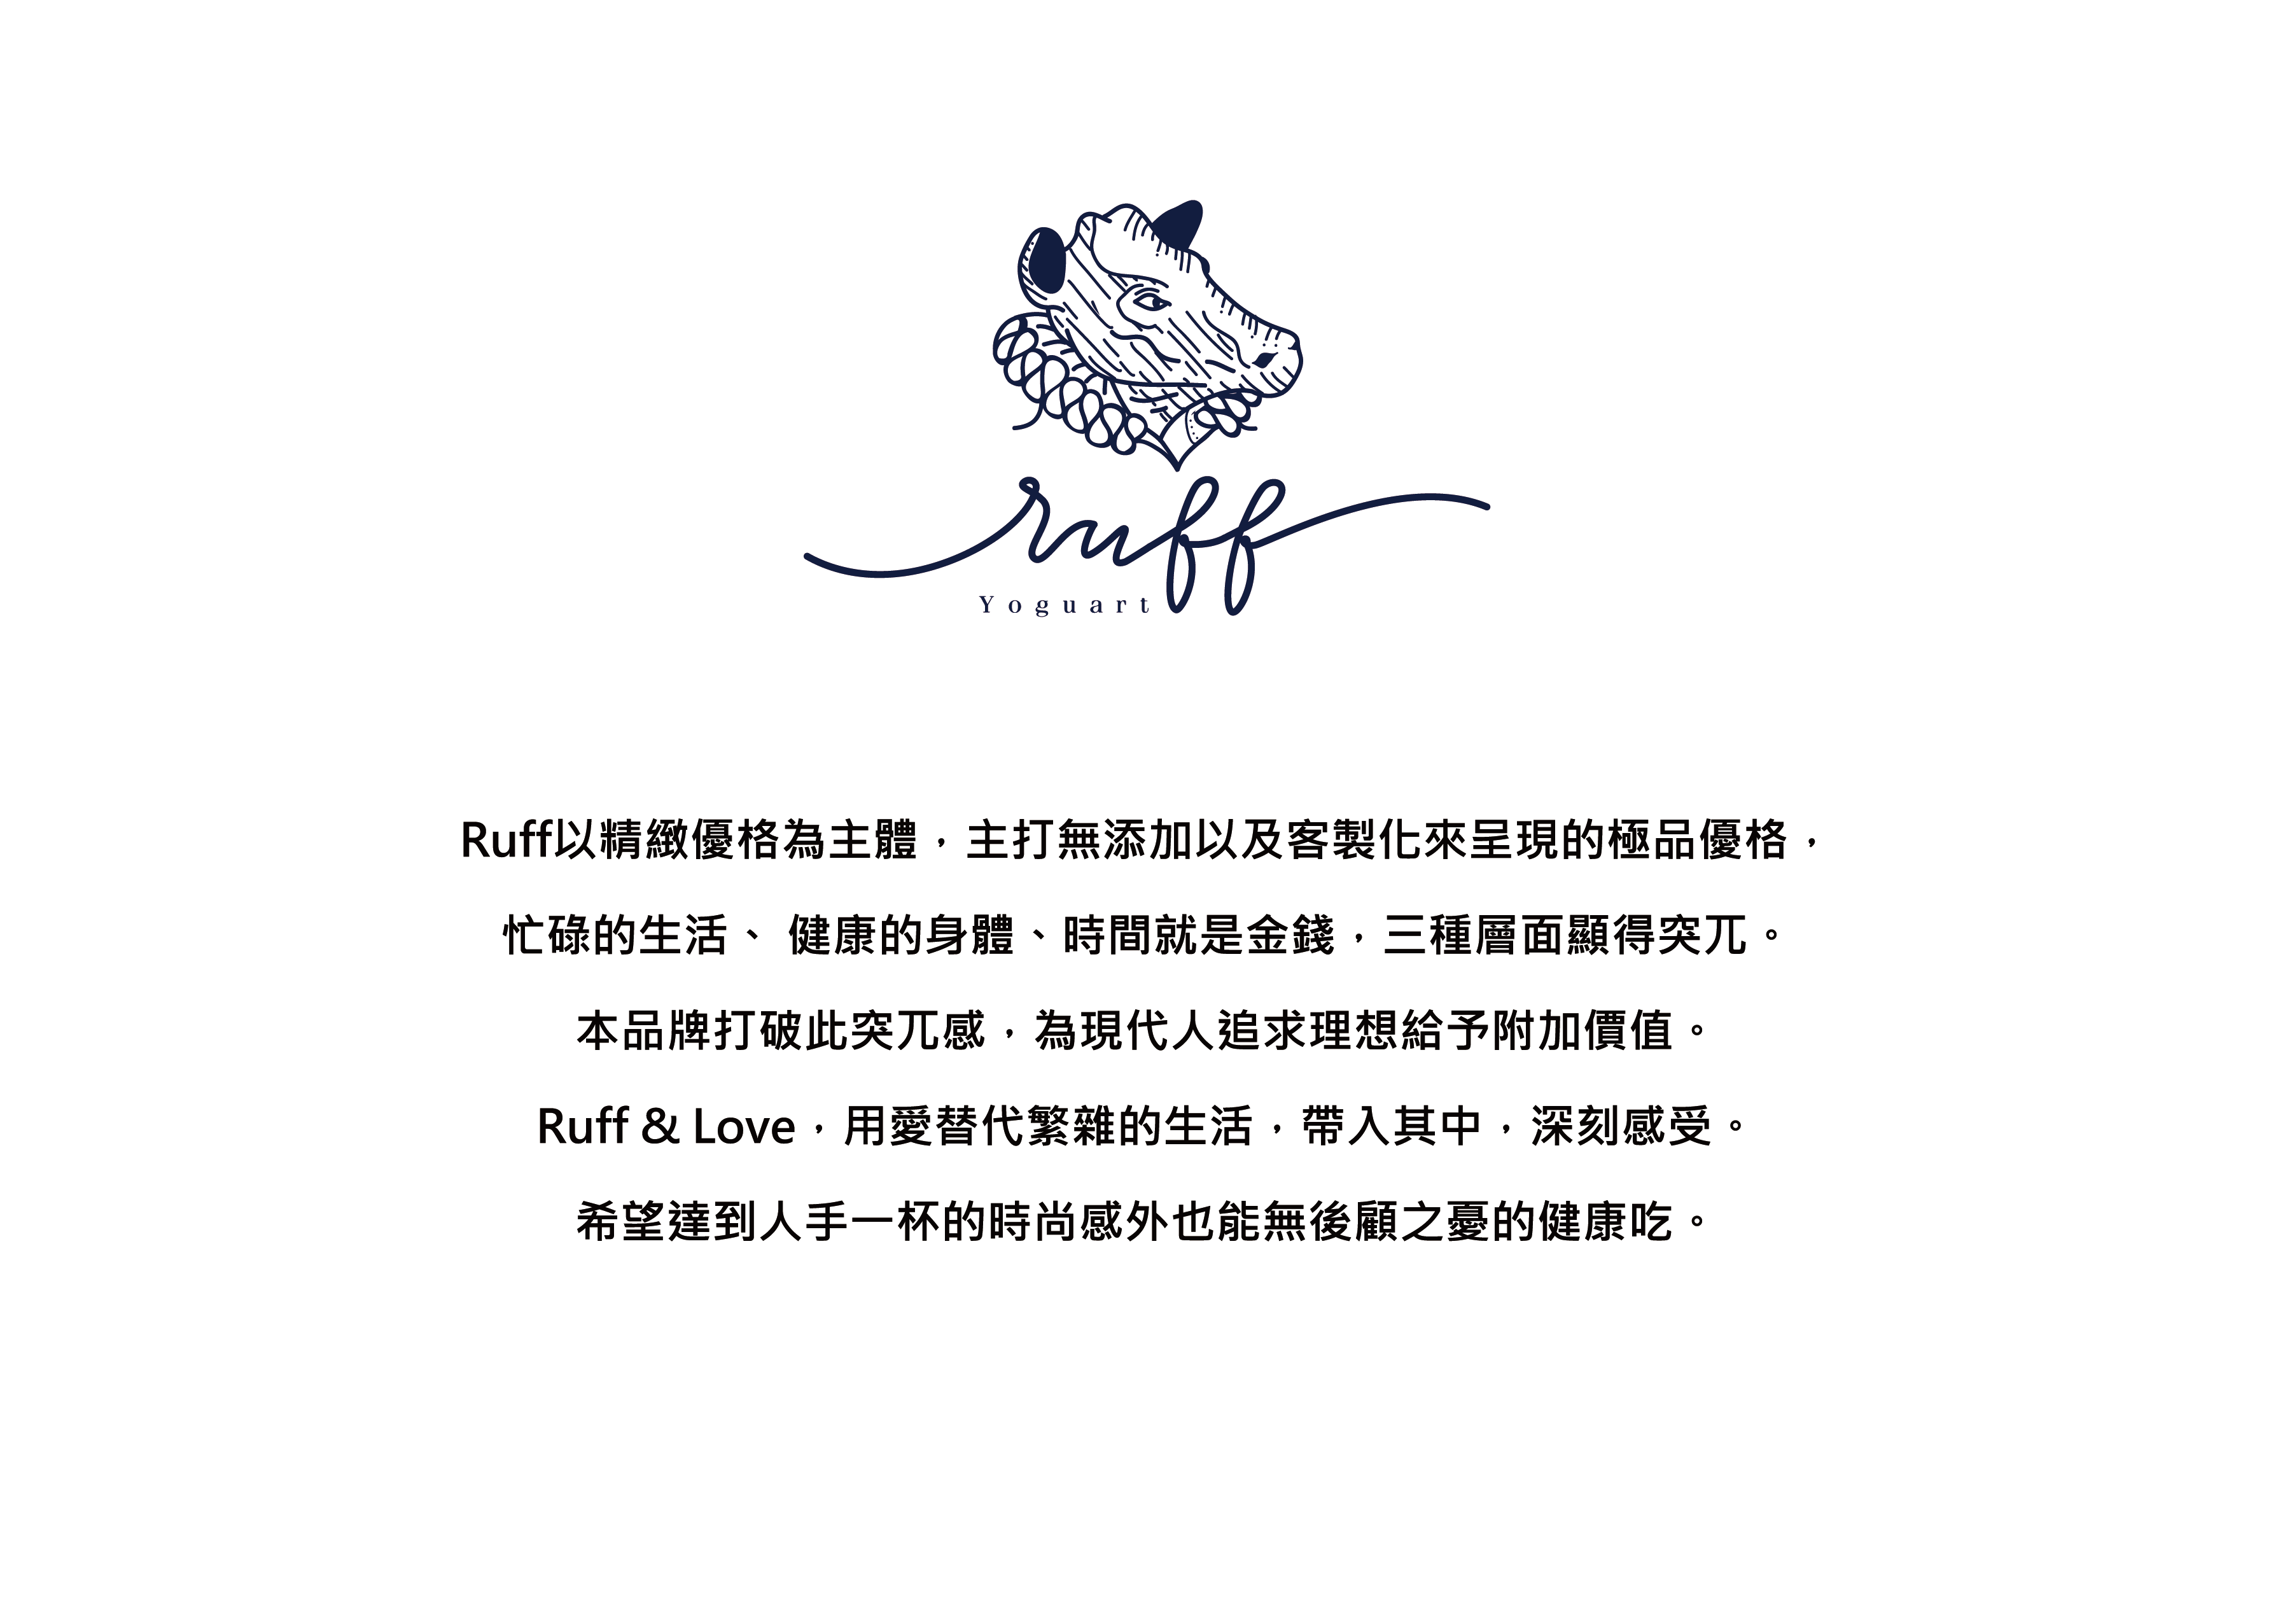 ruff
Yoguart
Ruff以精緻優格為主體，主打無添加以及客製化來呈現的極品優格，
忙碌的生活、 健康的身體、時間就是金錢，三種層面顯得突兀。
本品牌打破此突兀感，為現代人追求理想給予附加價值。
Ruff & Love，用愛替代繁雜的生活，帶入其中，深刻感受。
希望達到人手一杯的時尚感外也能無後顧之憂的健康吃。